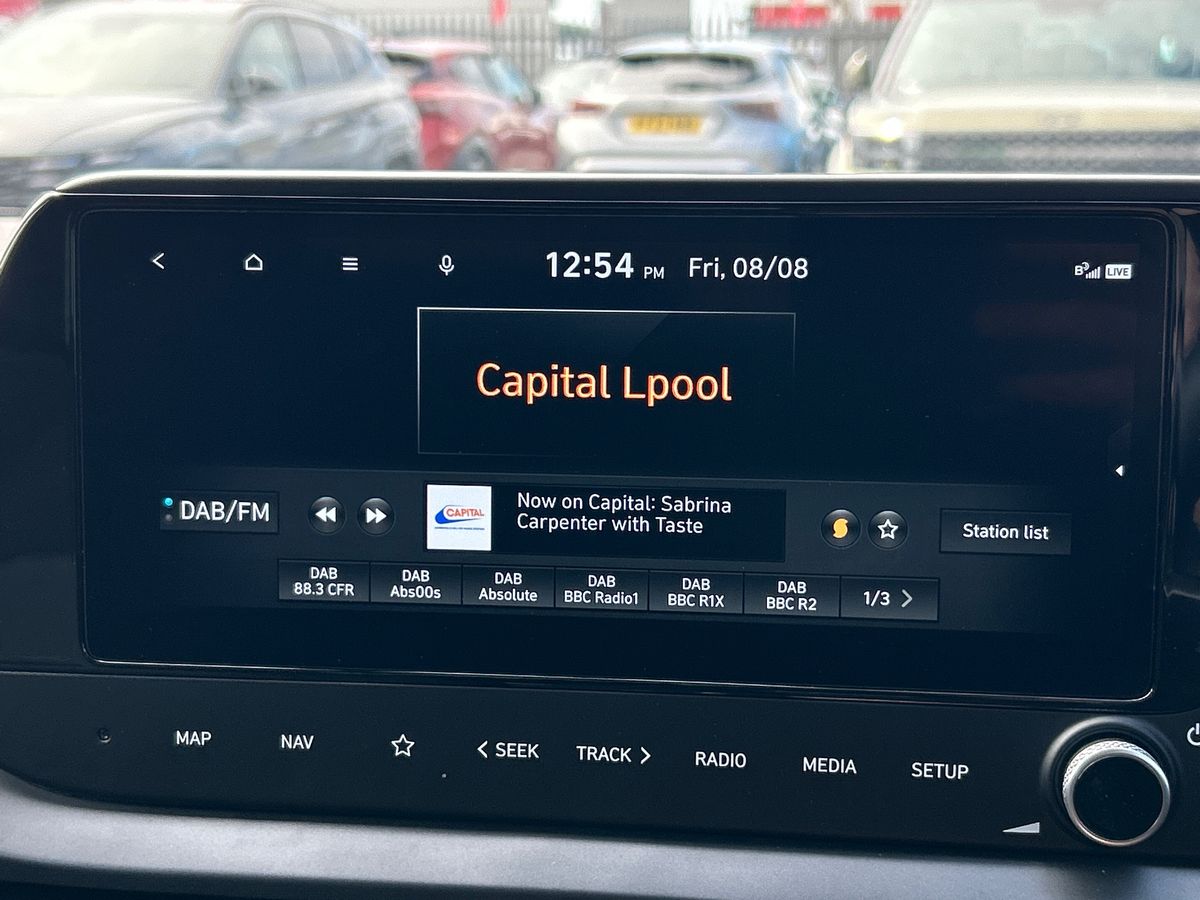 12:54 PM Fri, 08/08
LIVE
Capital Lpool
DAB/FM
CAPITAL
Now on Capital: Sabrina
Carpenter with Taste
Station list
DAB
88.3 CFR
DAB
Abs00s
DAB
Absolute
DAB
BBC Radio1
DAB
BBC R1X
DAB
BBC R2
1/3
MAP
NAV
SEEK
TRACK
RADIO
MEDIA
SETUP